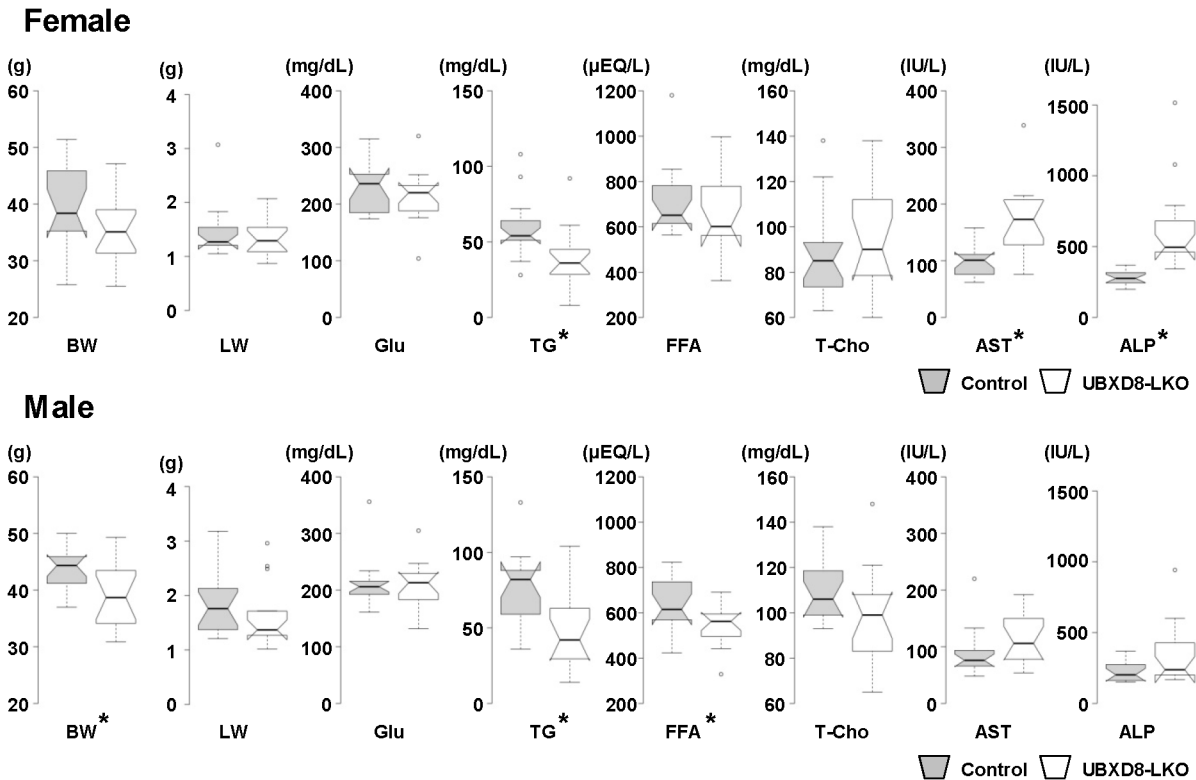 Female
(g) (g) (mg/dL) (mg/dL) (µEQ/L) (mg/dL) (IU/L) (IU/L)
60 4 400 150 1200 160 400 1500
50 3 300 100 1000 140 300 1000
40 2 200 50 800 120 200 500
30 1 100 0 600 100 100 0
20 0 0 400 80 0
200 60
BW LW Glu TG* FFA T-Cho AST* ALP*
Control UBXD8-LKO
Male
(g) (g) (mg/dL) (mg/dL) (µEQ/L) (mg/dL) (IU/L) (IU/L)
60 4 400 150 1200 160 400 1500
50 3 300 100 1000 140 300 1000
40 2 200 50 800 120 200 500
30 1 100 0 600 100 100 0
20 0 0 400 80 0
200 60
BW* LW Glu TG* FFA* T-Cho AST ALP
Control UBXD8-LKO